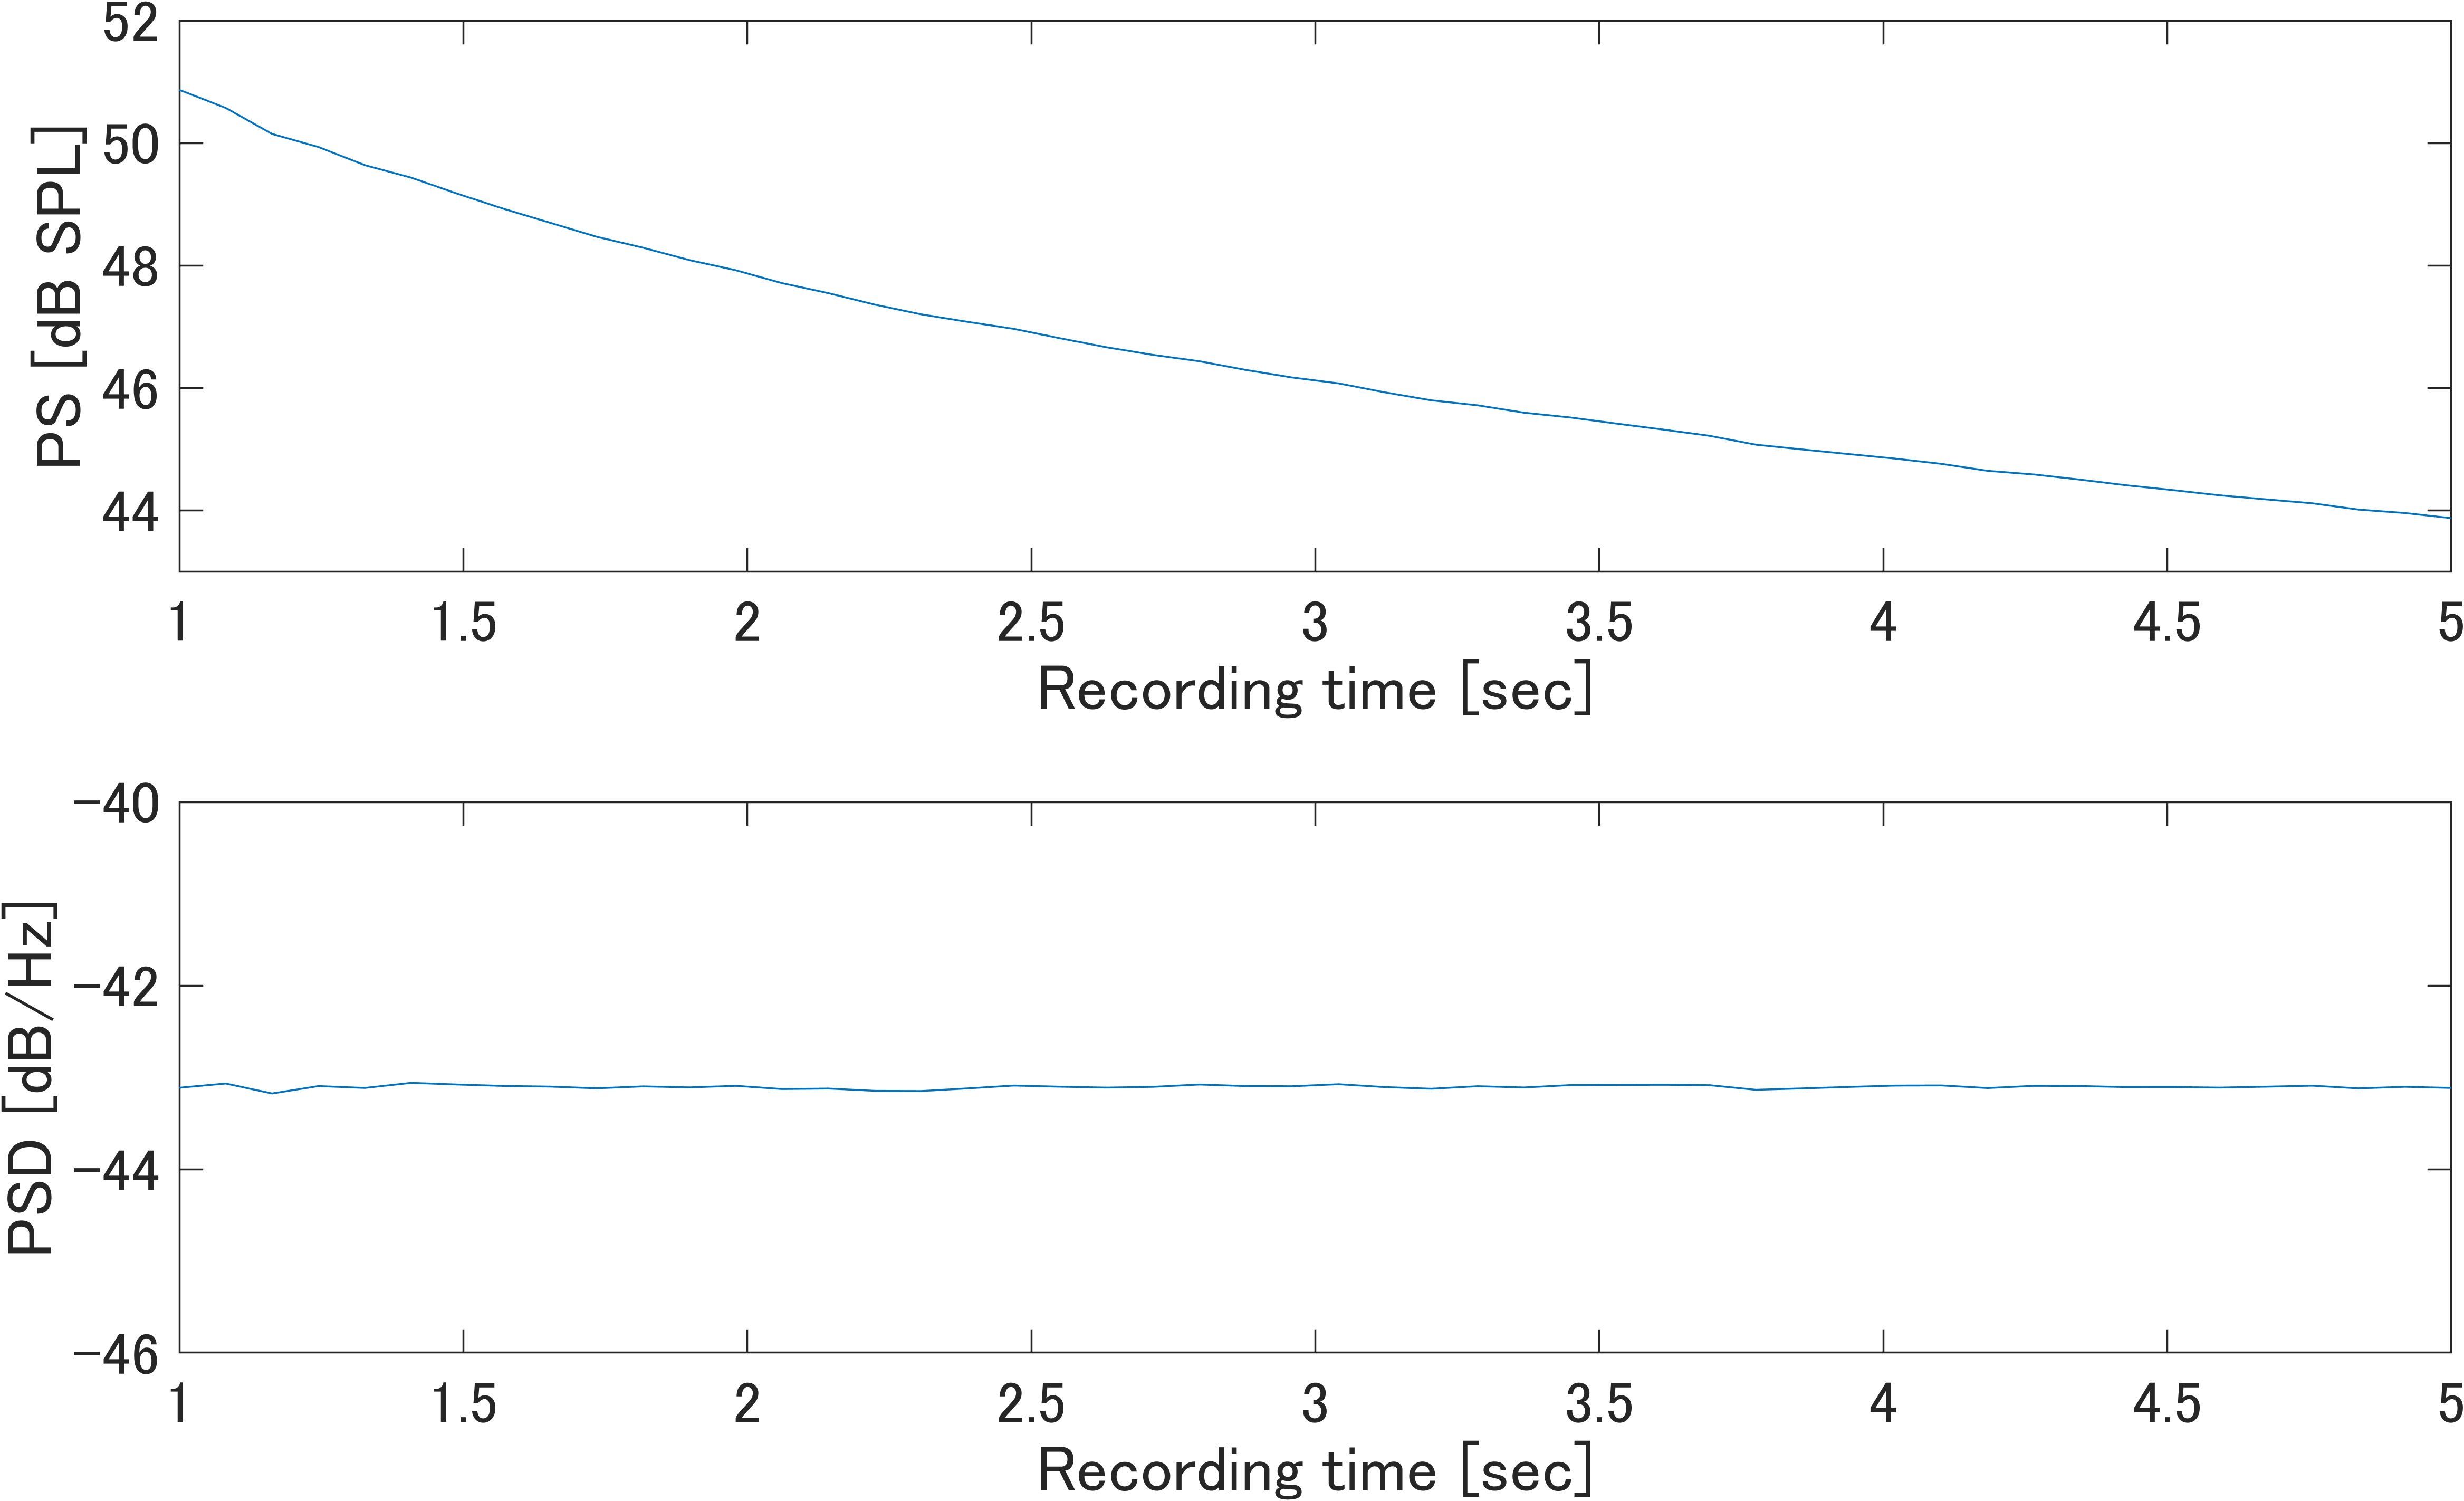 PS [dB SPL]
52
50
48
46
44
1 1.5 2 2.5 3 3.5 4 4.5 5
Recording time [sec]
PSD [dB/Hz]
−40
−42
−44
−46
1 1.5 2 2.5 3 3.5 4 4.5 5
Recording time [sec]